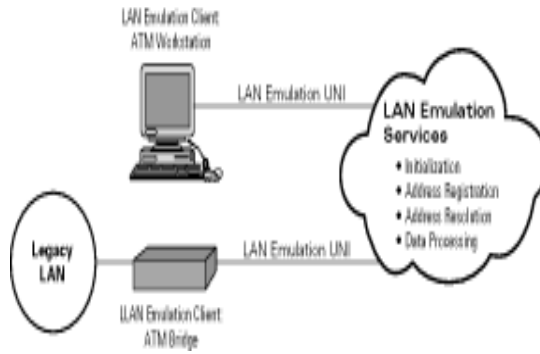 LAN Emulation Client
ATM Workstation
LAN Emulation UNI
LAN Emulation
Services
• Initialization
• Address Registration
• Address Resolution
• Data Processing
Legacy
LAN
LAN Emulation UNI
LLAN Emulation Client
ATM Bridge